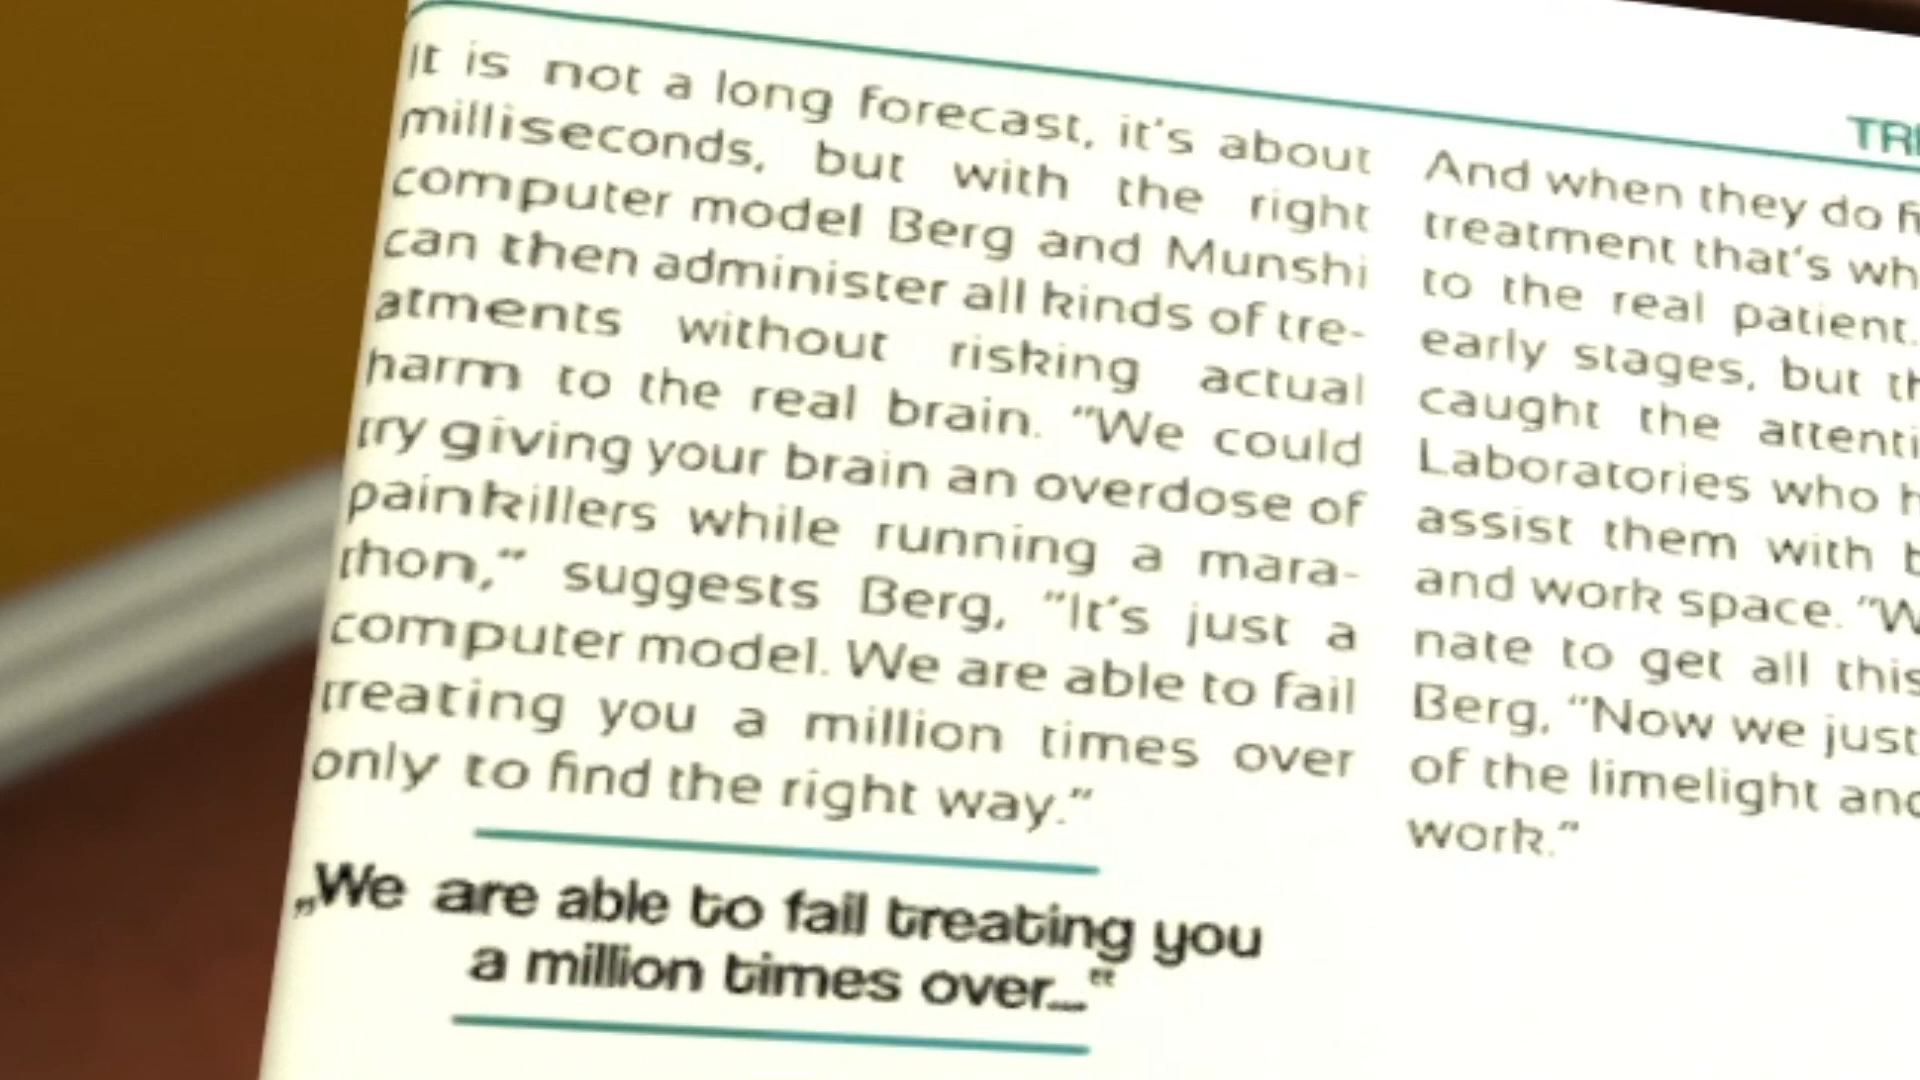 It is not a long forecast, it's about
milliseconds, but with the right
computer model Berg and Munshi
can then administer all kinds of tre-
atments without risking actual
harm to the real brain. "We could
try giving your brain an overdose of
painkillers while running a mara-
thon," suggests Berg, "It's just a
computer model. We are able to fail
treating you a million times over
only to find the right way."
„We are able to fail treating you
a million times over..."
And when they do
treatment that's
to the real patient.
early stages, but
caught the
Laboratories who
assist them with
and work space.
nate to get all this
Berg, "Now we just
of the limelight
work."